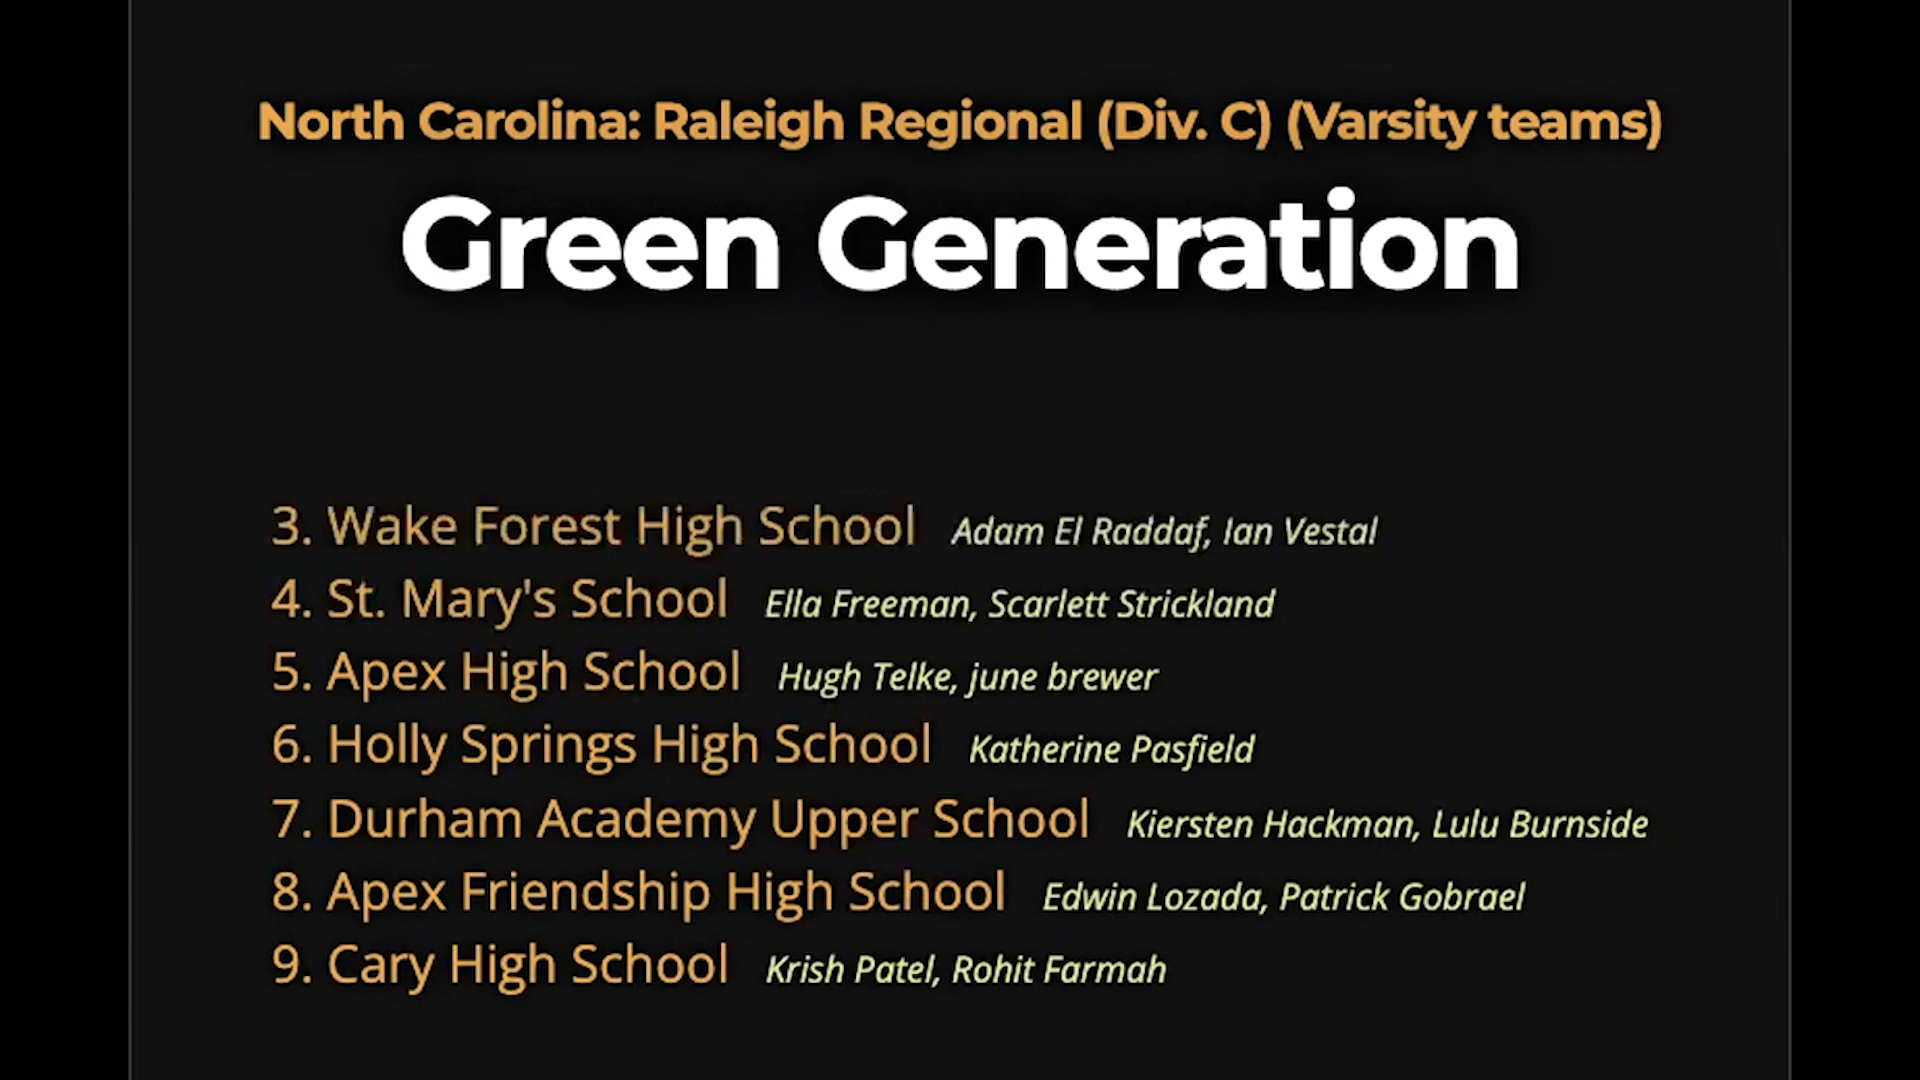 North Carolina: Raleigh Regional (Div. C) (Varsity teams)
Green Generation
3. Wake Forest High School Adam El Raddaf, Ian Vestal
4. St. Mary's School Ella Freeman, Scarlett Strickland
5. Apex High School Hugh Telke, june brewer
6. Holly Springs High School Katherine Pasfield
7. Durham Academy Upper School Kiersten Hackman, Lulu Burnside
8. Apex Friendship High School Edwin Lozada, Patrick Gobrael
9. Cary High School Krish Patel, Rohit Farmah